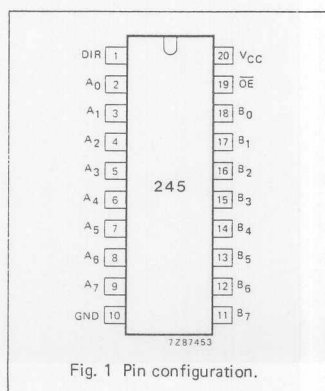 DIR 1 20 VCC
A0 2 19 OE
A1 3 18 B0
A2 4 17 B1
A3 5 16 B2
A4 6 15 B3
A5 7 14 B4
A6 8 13 B5
A7 9 12 B6
GND 10 11 B7
245
7Z87453
Fig. 1 Pin configuration.